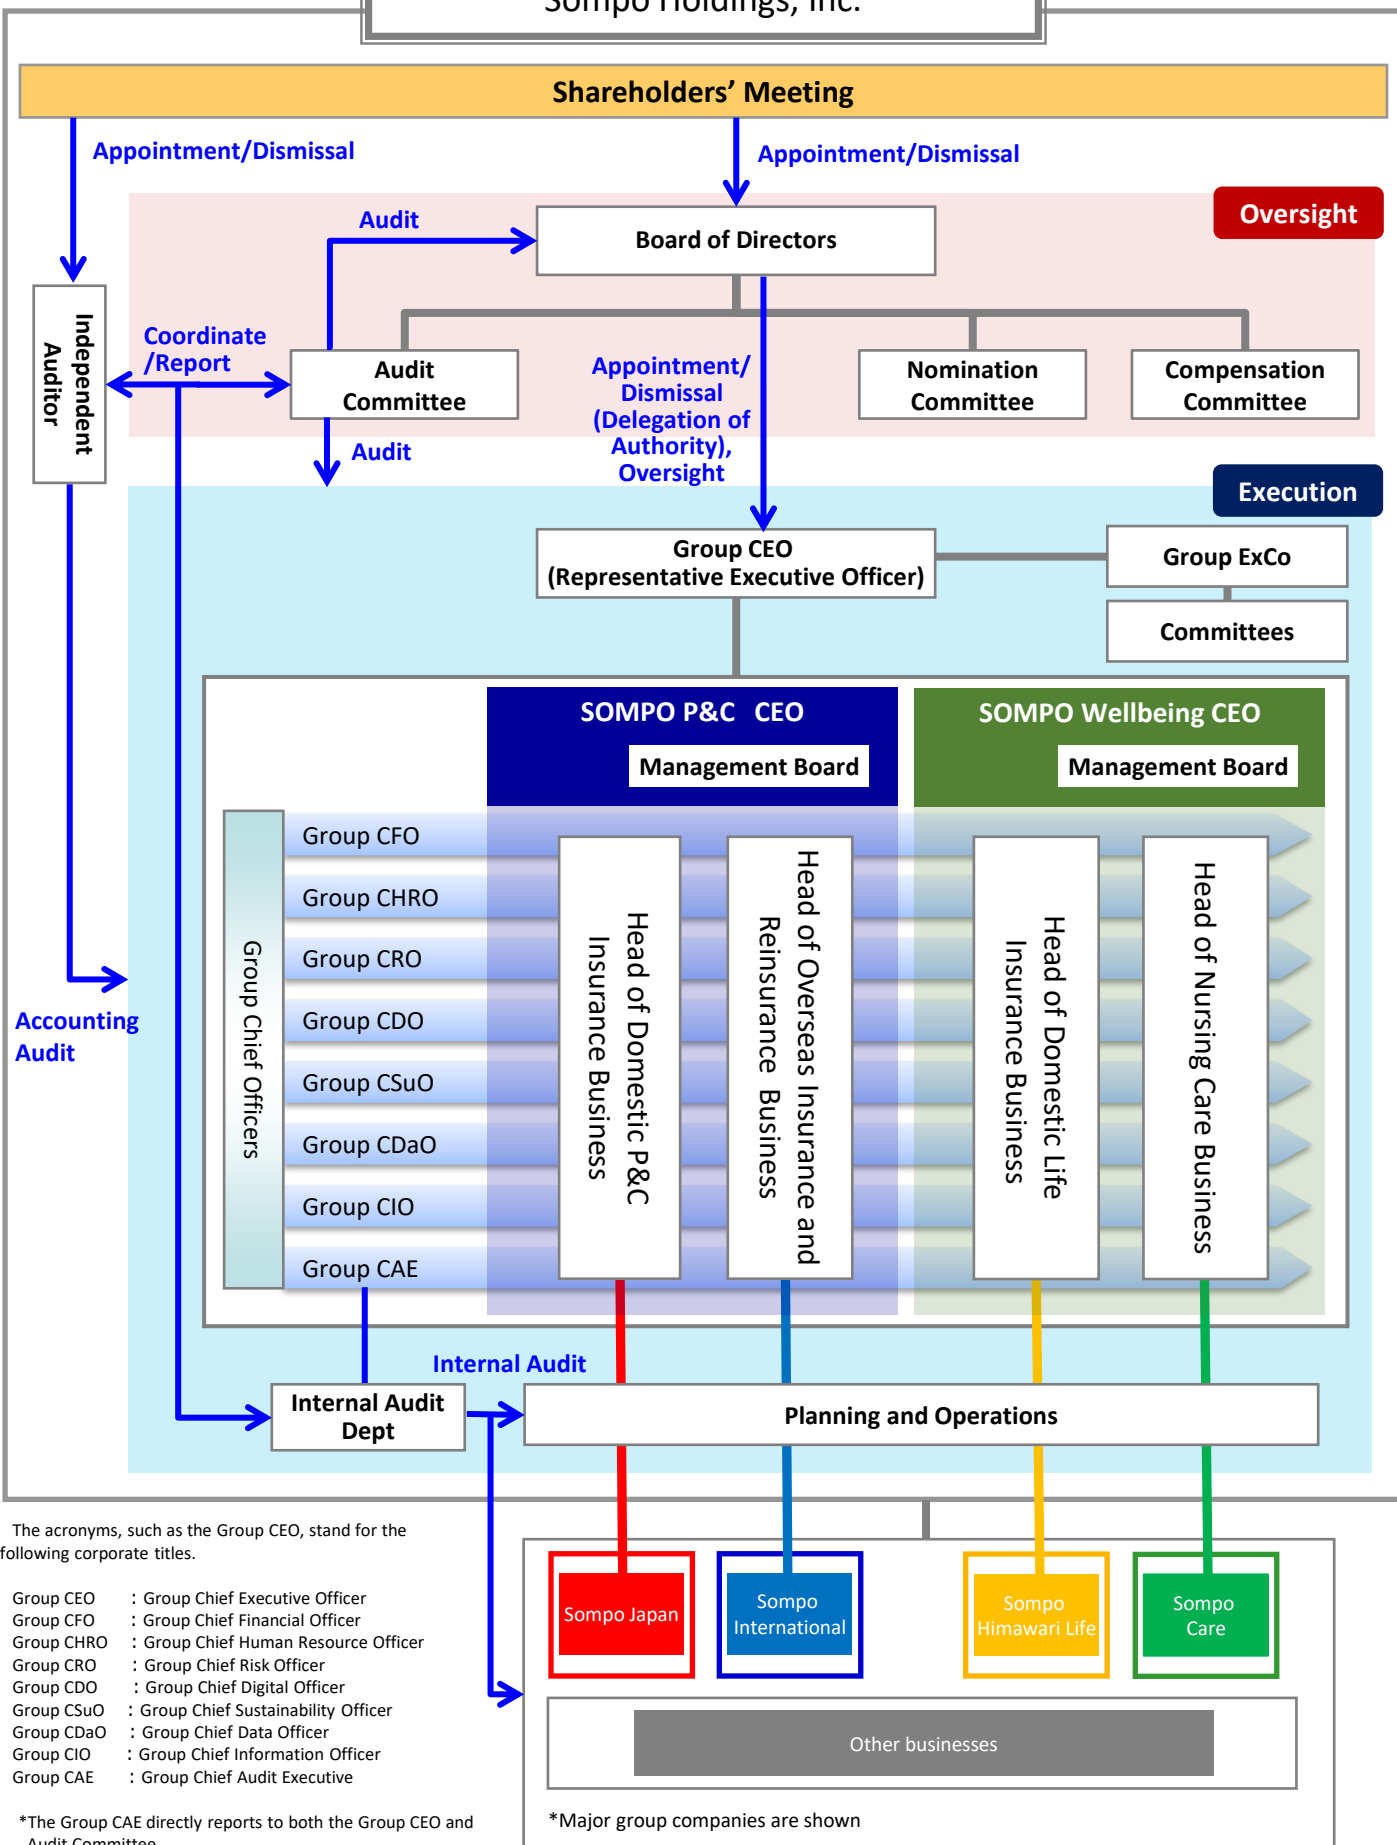 Sompo Holdings, Inc.
Shareholders’ Meeting
Appointment/Dismissal
Appointment/Dismissal
Oversight
Audit
Board of Directors
Independent
Auditor
Coordinate
/Report
Audit
Committee
Appointment/
Dismissal
(Delegation of
Authority),
Oversight
Nomination
Committee
Compensation
Committee
Audit
Execution
Group CEO
(Representative Executive Officer)
Group ExCo
Committees
SOMPO P&C CEO
Management Board
SOMPO Wellbeing CEO
Management Board
Group Chief Officers
Group CFO
Group CHRO
Group CRO
Group CDO
Group CSuO
Group CDaO
Group CIO
Group CAE
Head of Domestic P&C
Insurance Business
Head of Overseas Insurance and
Reinsurance Business
Head of Domestic Life
Insurance Business
Head of Nursing Care Business
Accounting
Audit
Internal Audit
Internal Audit
Dept
Planning and Operations
The acronyms, such as the Group CEO, stand for the
following corporate titles.
Group CEO : Group Chief Executive Officer
Group CFO : Group Chief Financial Officer
Group CHRO : Group Chief Human Resource Officer
Group CRO : Group Chief Risk Officer
Group CDO : Group Chief Digital Officer
Group CSuO : Group Chief Sustainability Officer
Group CDaO : Group Chief Data Officer
Group CIO : Group Chief Information Officer
Group CAE : Group Chief Audit Executive
*The Group CAE directly reports to both the Group CEO and
Audit Committee
Sompo Japan
Sompo
International
Sompo
Himawari Life
Sompo
Care
Other businesses
*Major group companies are shown